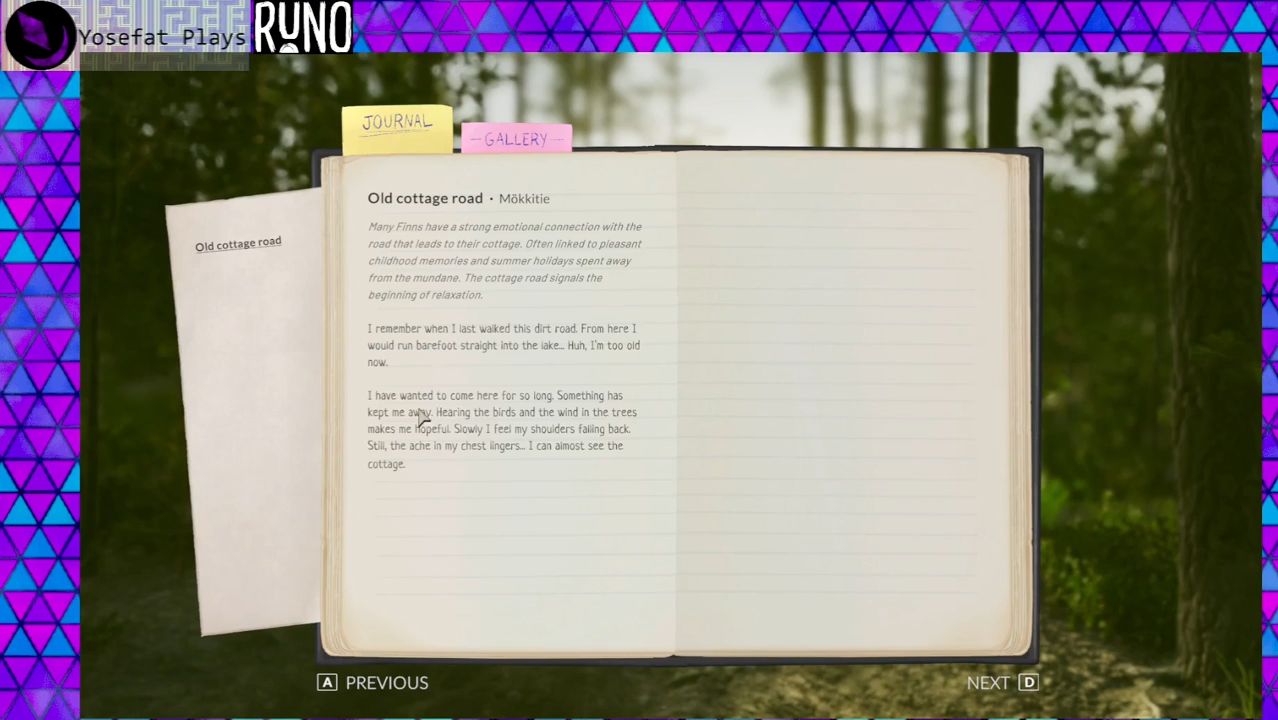 Yosefat Plays
RUNO
JOURNAL
GALLERY
Old cottage road
Old cottage road · Mökkitie
Many Finns have a strong emotional connection with the
road that leads to their cottage. Often linked to pleasant
childhood memories and summer holidays spent away
from the mundane. The cottage road signals the
beginning of relaxation.
I remember when I last walked this dirt road. From here I
would run barefoot straight into the lake... Huh, I'm too old
now.
I have wanted to come here for so long. Something has
kept me away. Hearing the birds and the wind in the trees
makes me hopeful. Slowly I feel my shoulders falling back.
Still, the ache in my chest lingers... I can almost see the
cottage.
A PREVIOUS
NEXT D